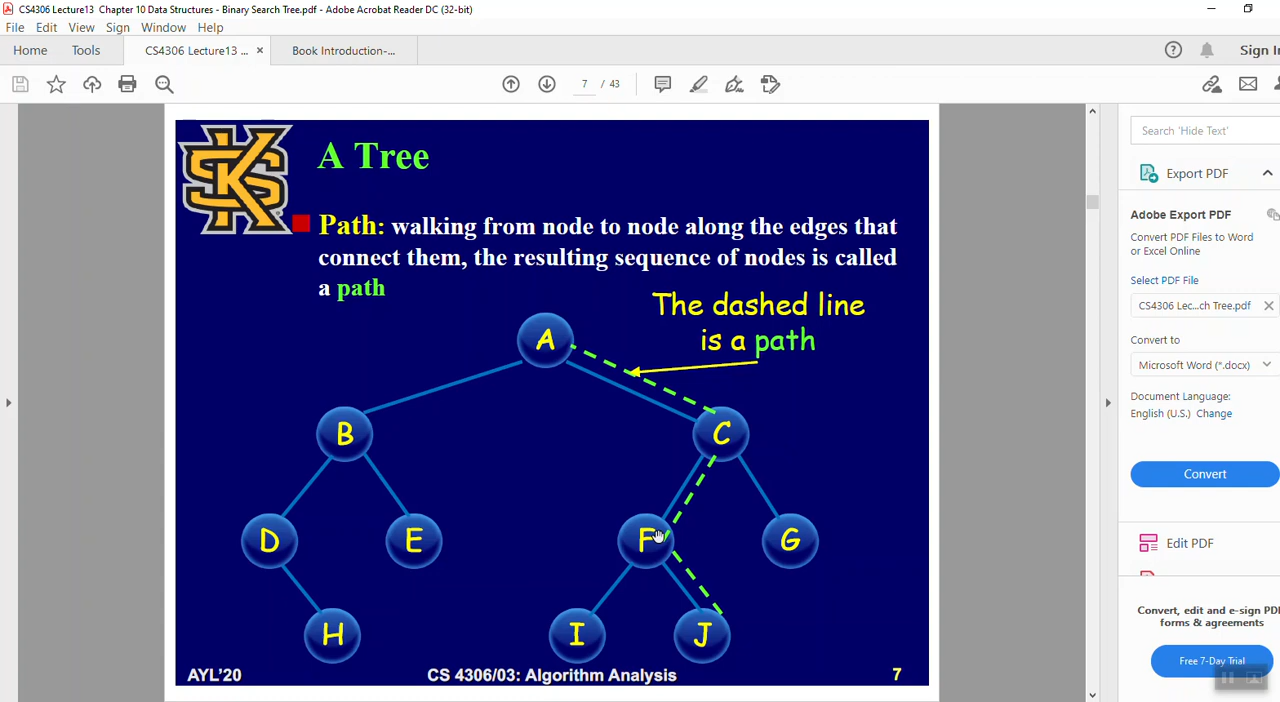 CS4306 Lecture13  Chapter 10 Data Structures - Binary Search Tree.pdf - Adobe Acrobat Reader DC (32-bit)
File Edit View Sign Window Help
Home Tools CS4306 Lecture13 ... × Book Introduction-... Sign In
7 / 43
Search 'Hide Text'
A Tree
Export PDF
Path: walking from node to node along the edges that
connect them, the resulting sequence of nodes is called
a path
Adobe Export PDF
Convert PDF Files to Word
or Excel Online
Select PDF File
CS4306 Lec...ch Tree.pdf
The dashed line
is a path
Convert to
Microsoft Word (*.docx)
Document Language:
English (U.S.) Change
Convert
A
B C
D E F G
H I J
Edit PDF
Convert, edit and e-sign PDF
forms & agreements
Free 7-Day Trial
AYL'20 CS 4306/03: Algorithm Analysis 7